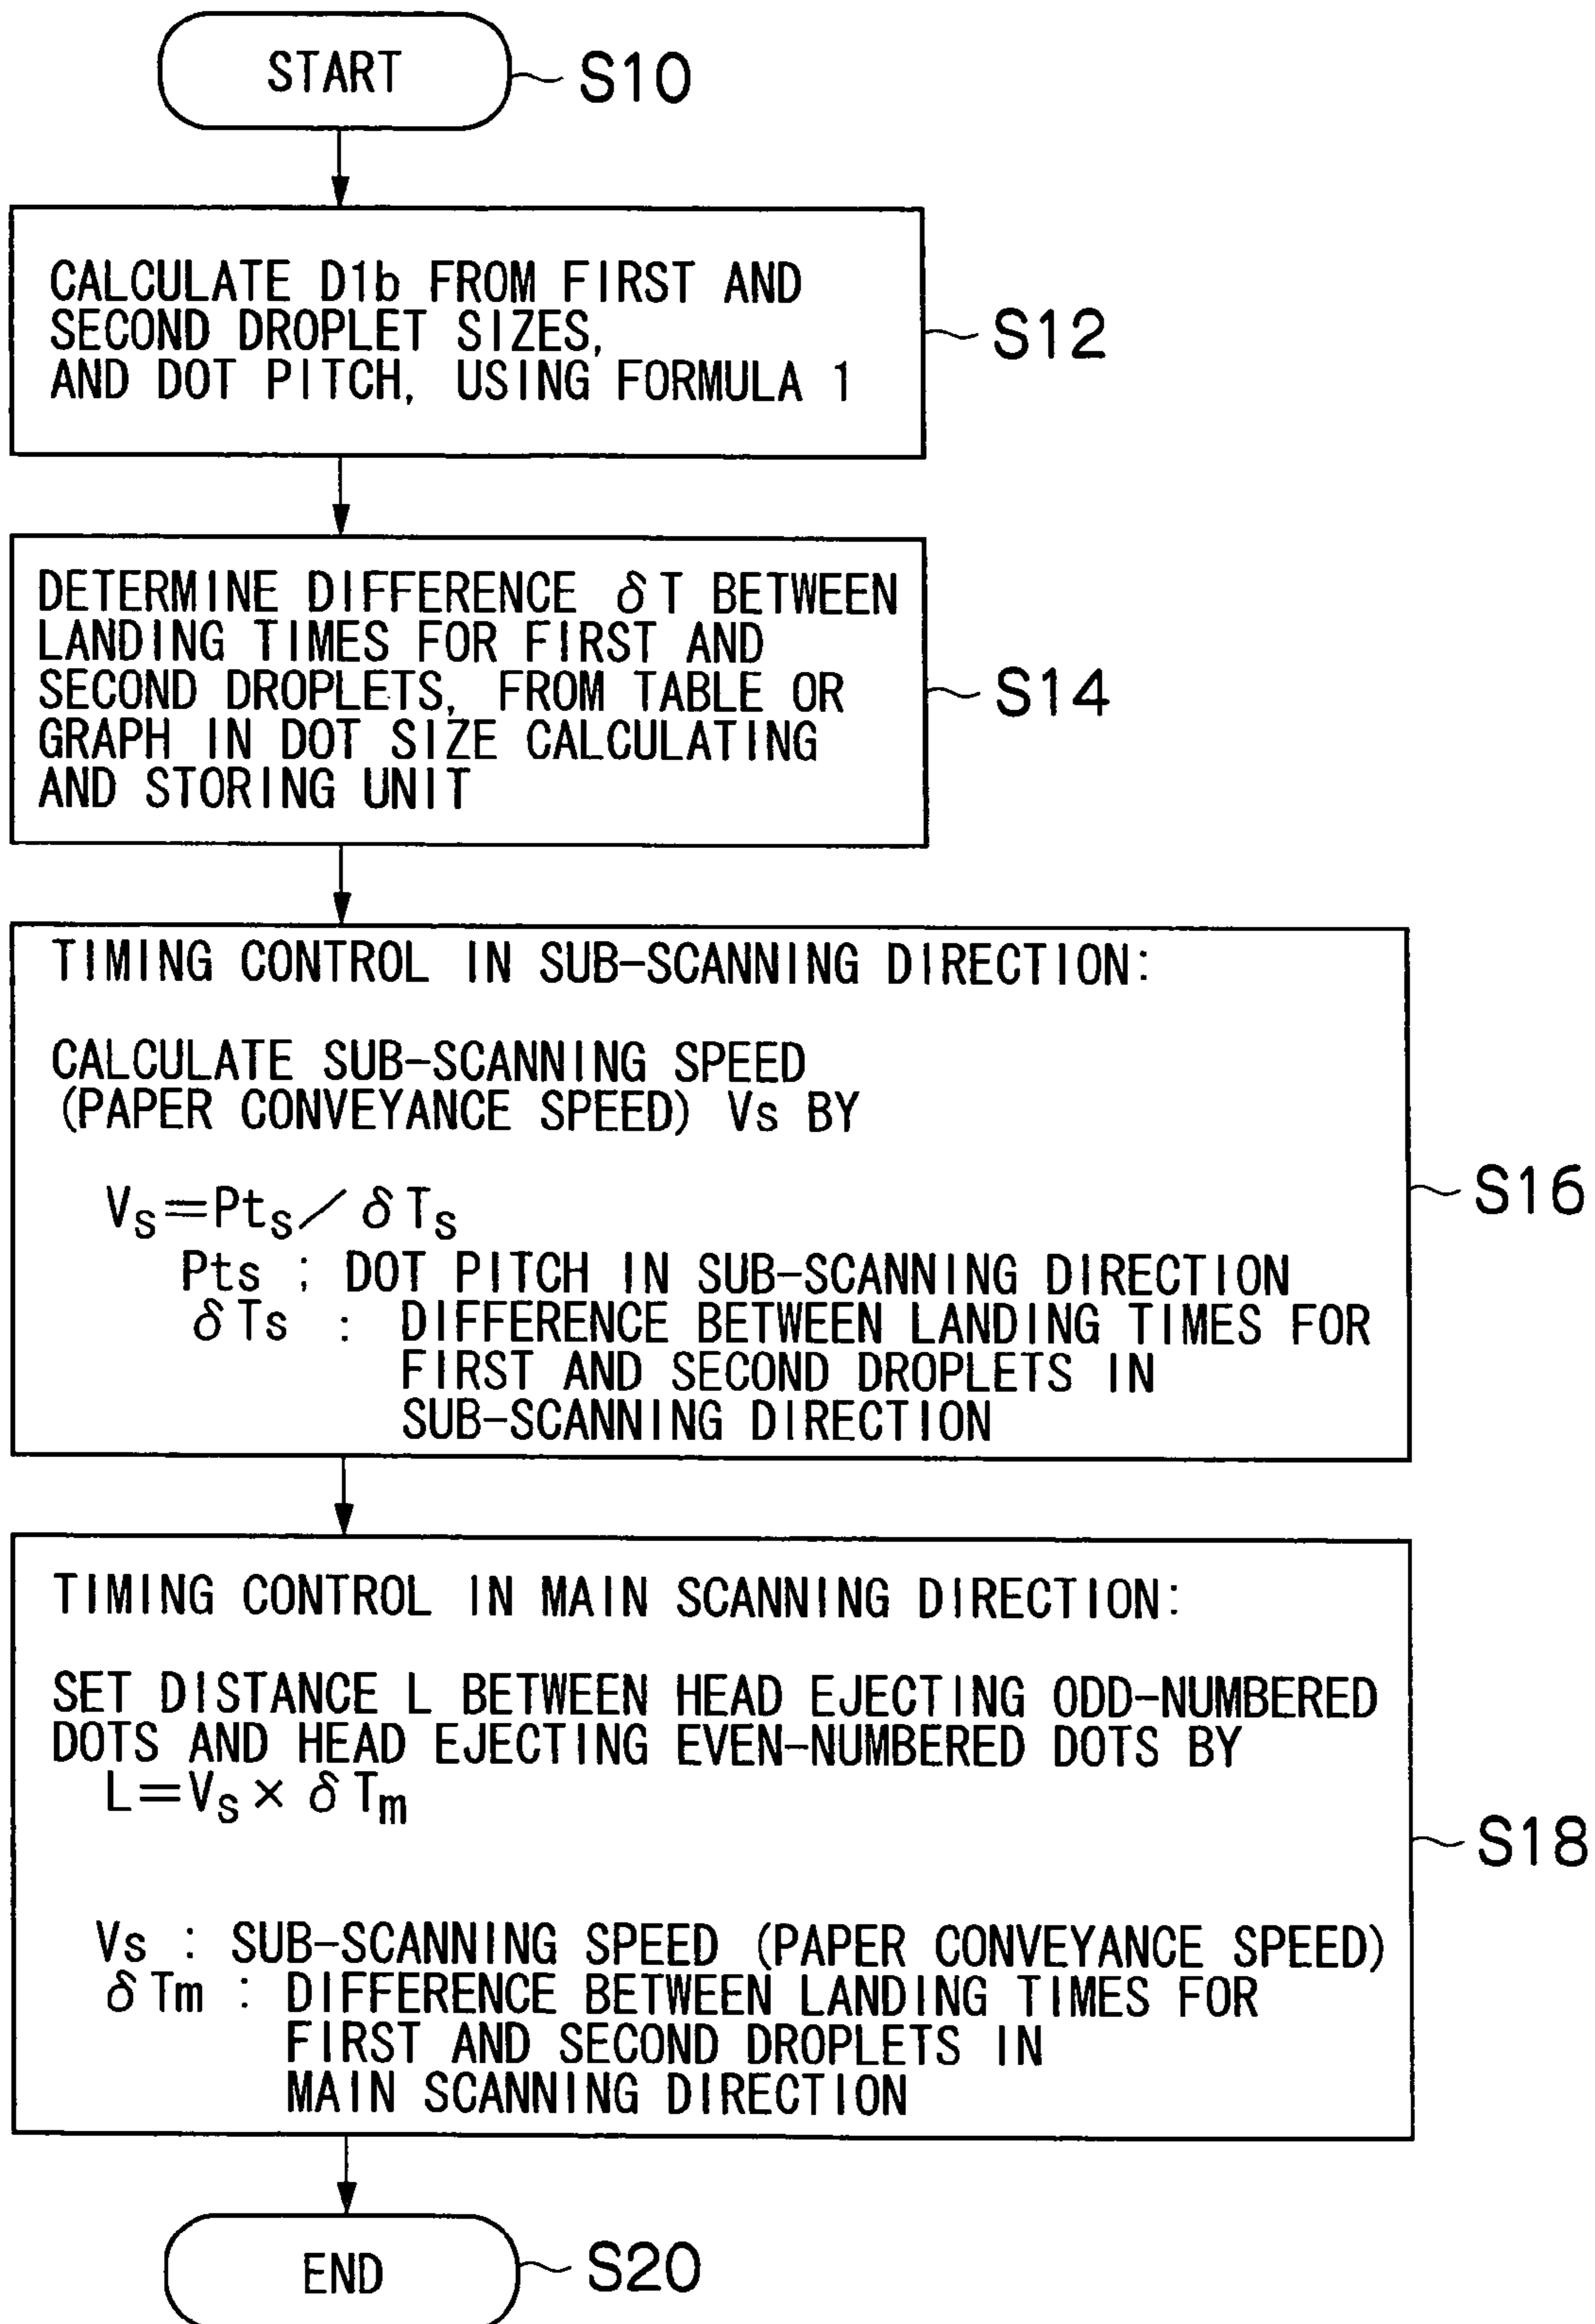 START
S10
CALCULATE D1b FROM FIRST AND
SECOND DROPLET SIZES,
AND DOT PITCH, USING FORMULA 1
S12
DETERMINE DIFFERENCE δT BETWEEN
LANDING TIMES FOR FIRST AND
SECOND DROPLETS, FROM TABLE OR
GRAPH IN DOT SIZE CALCULATING
AND STORING UNIT
S14
TIMING CONTROL IN SUB-SCANNING DIRECTION:
CALCULATE SUB-SCANNING SPEED
(PAPER CONVEYANCE SPEED) Vs BY
Vs=Pts/δTs
Pts : DOT PITCH IN SUB-SCANNING DIRECTION
δTs : DIFFERENCE BETWEEN LANDING TIMES FOR
FIRST AND SECOND DROPLETS IN
SUB-SCANNING DIRECTION
S16
TIMING CONTROL IN MAIN SCANNING DIRECTION:
SET DISTANCE L BETWEEN HEAD EJECTING ODD-NUMBERED
DOTS AND HEAD EJECTING EVEN-NUMBERED DOTS BY
L=Vs×δTm
Vs : SUB-SCANNING SPEED (PAPER CONVEYANCE SPEED)
δTm : DIFFERENCE BETWEEN LANDING TIMES FOR
FIRST AND SECOND DROPLETS IN
MAIN SCANNING DIRECTION
S18
END
S20